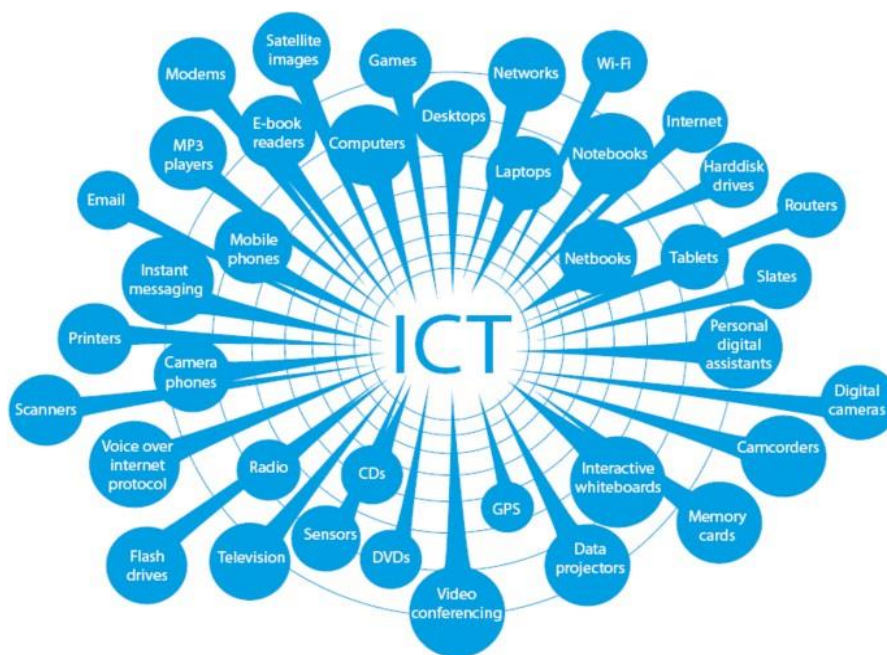 Satellite
images
Games
Networks
Wi-Fi
Modems
Desktops
Internet
E-book
readers
Computers
Notebooks
MP3
players
Laptops
Harddisk
drives
Email
Routers
Mobile
phones
Netbooks
Tablets
Instant
messaging
Slates
ICT
Printers
Personal
digital
assistants
Camera
phones
Scanners
Digital
cameras
Voice over
internet
protocol
Radio
CDs
Interactive
whiteboards
Camcorders
GPS
Memory
cards
Sensors
Flash
drives
Television
DVDs
Data
projectors
Video
conferencing